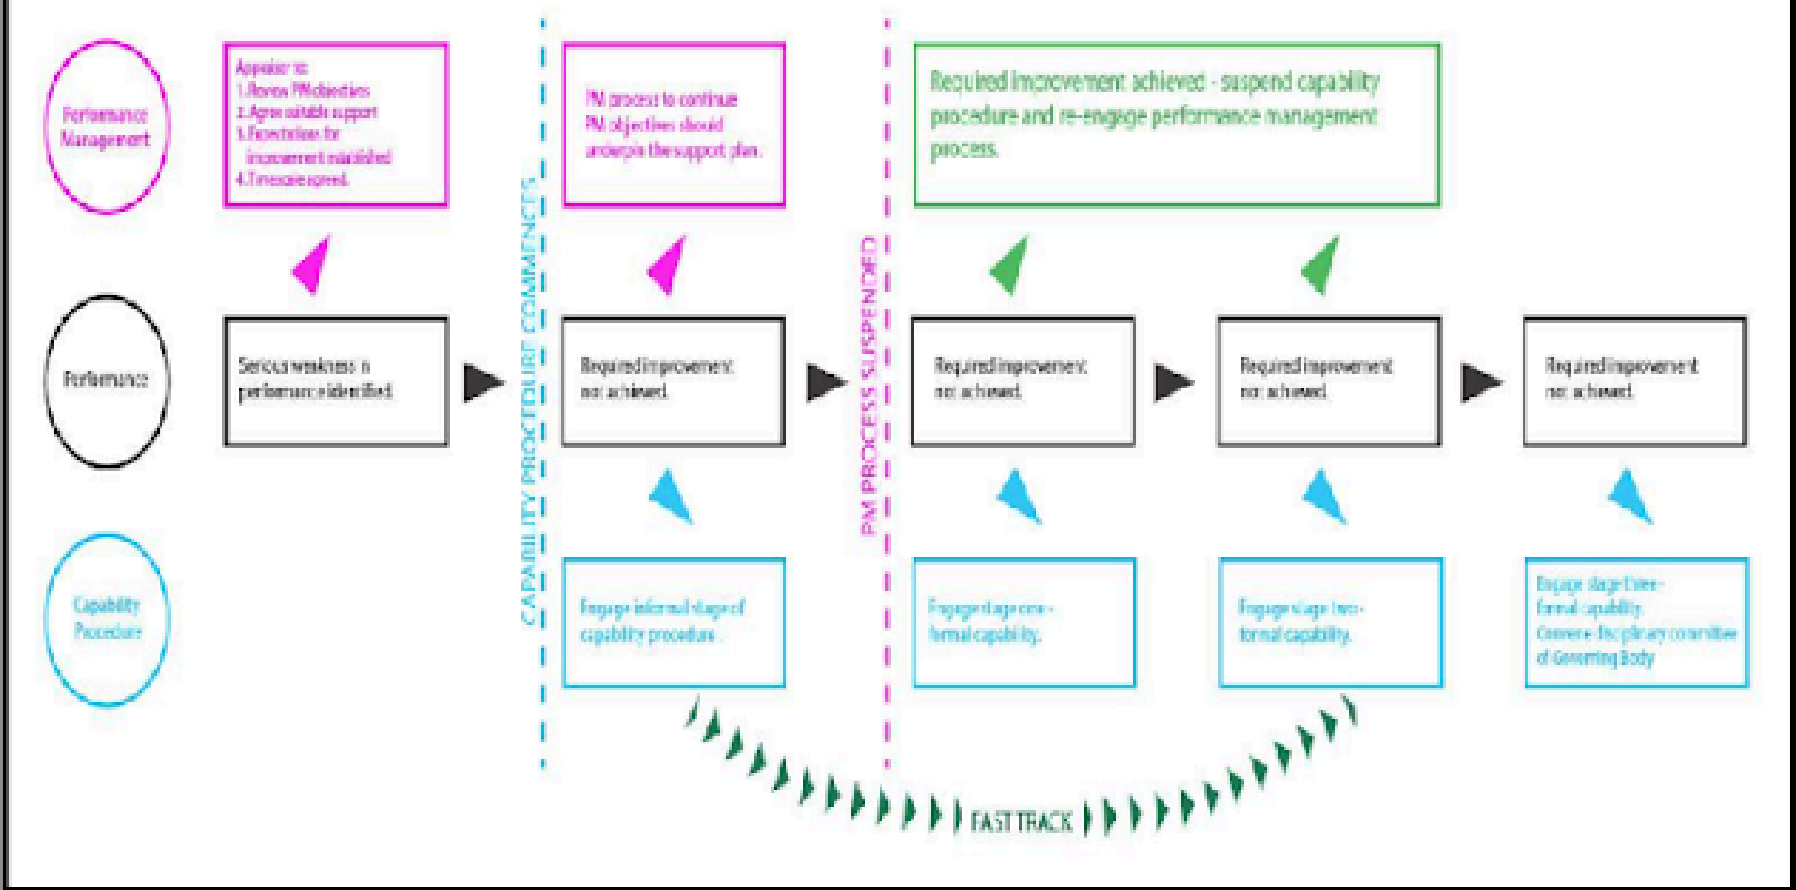 Performance
Management
Appraiser to:
1. Review PM objectives
2. Agree suitable support
3. Expectations for
improvement established
4. Timescale agreed.
PM process to continue
PM objectives should
underpin the support plan.
Required improvement achieved - suspend capability
procedure and re-engage performance management
process.
CAPABILITY PROCEDURE COMMENCES
PM PROCESS SUSPENDED
Performance
Serious weakness in
performance identified.
Required improvement
not achieved.
Required improvement
not achieved.
Required improvement
not achieved.
Required improvement
not achieved.
Capability
Procedure
Engage informal stage of
capability procedure.
Engage stage one -
formal capability.
Engage stage two -
formal capability.
Engage stage three -
formal capability.
Convene disciplinary committee
of Governing Body
FAST TRACK